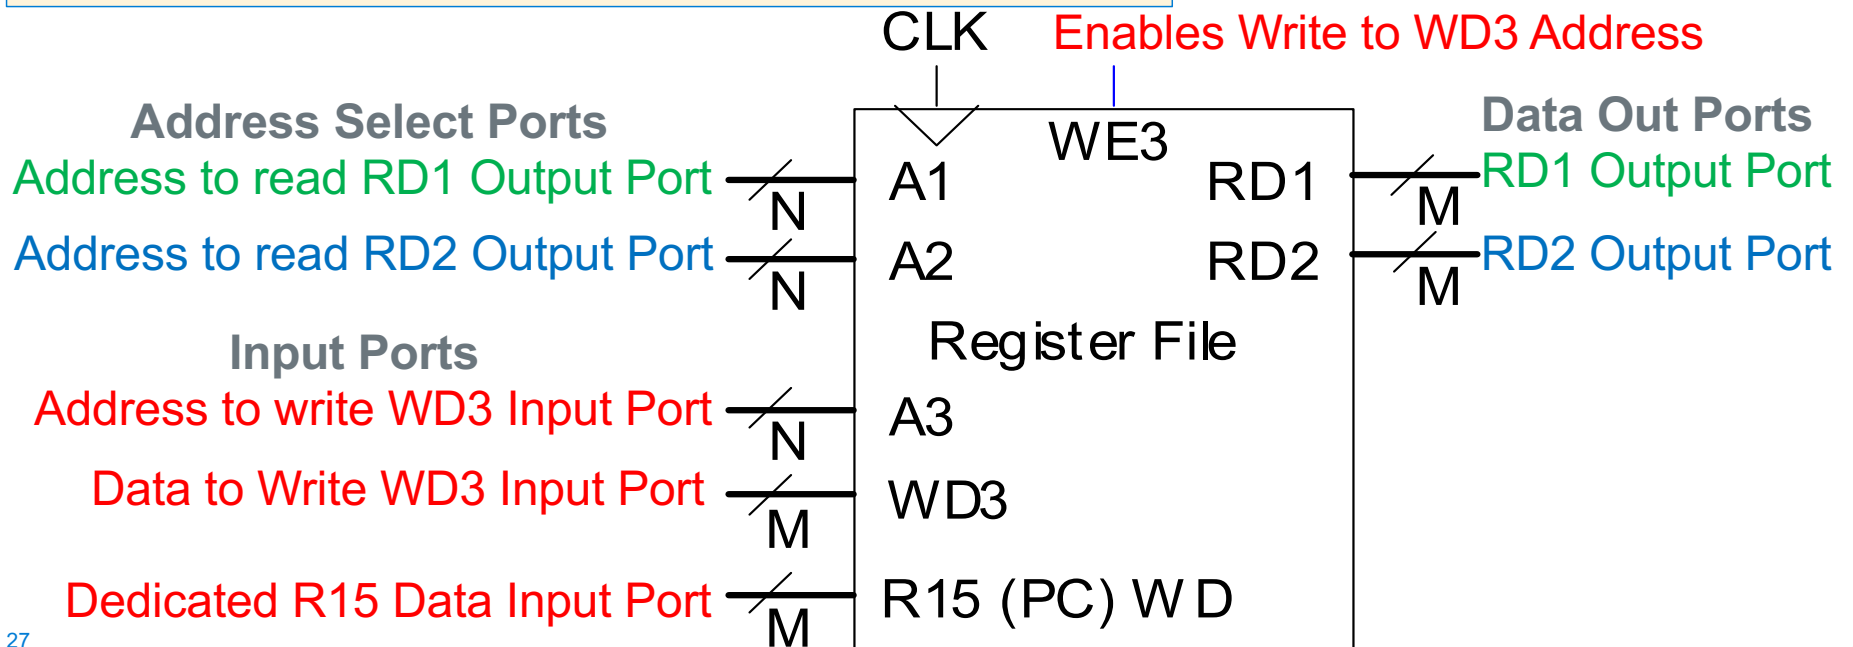 CLK Enables Write to WD3 Address
Address Select Ports WE3 Data Out Ports
Address to read RD1 Output Port N A1 RD1 M RD1 Output Port
Address to read RD2 Output Port N A2 RD2 M RD2 Output Port
Input Ports Register File
Address to write WD3 Input Port N A3
Data to Write WD3 Input Port M WD3
Dedicated R15 Data Input Port M R15 (PC) WD
27